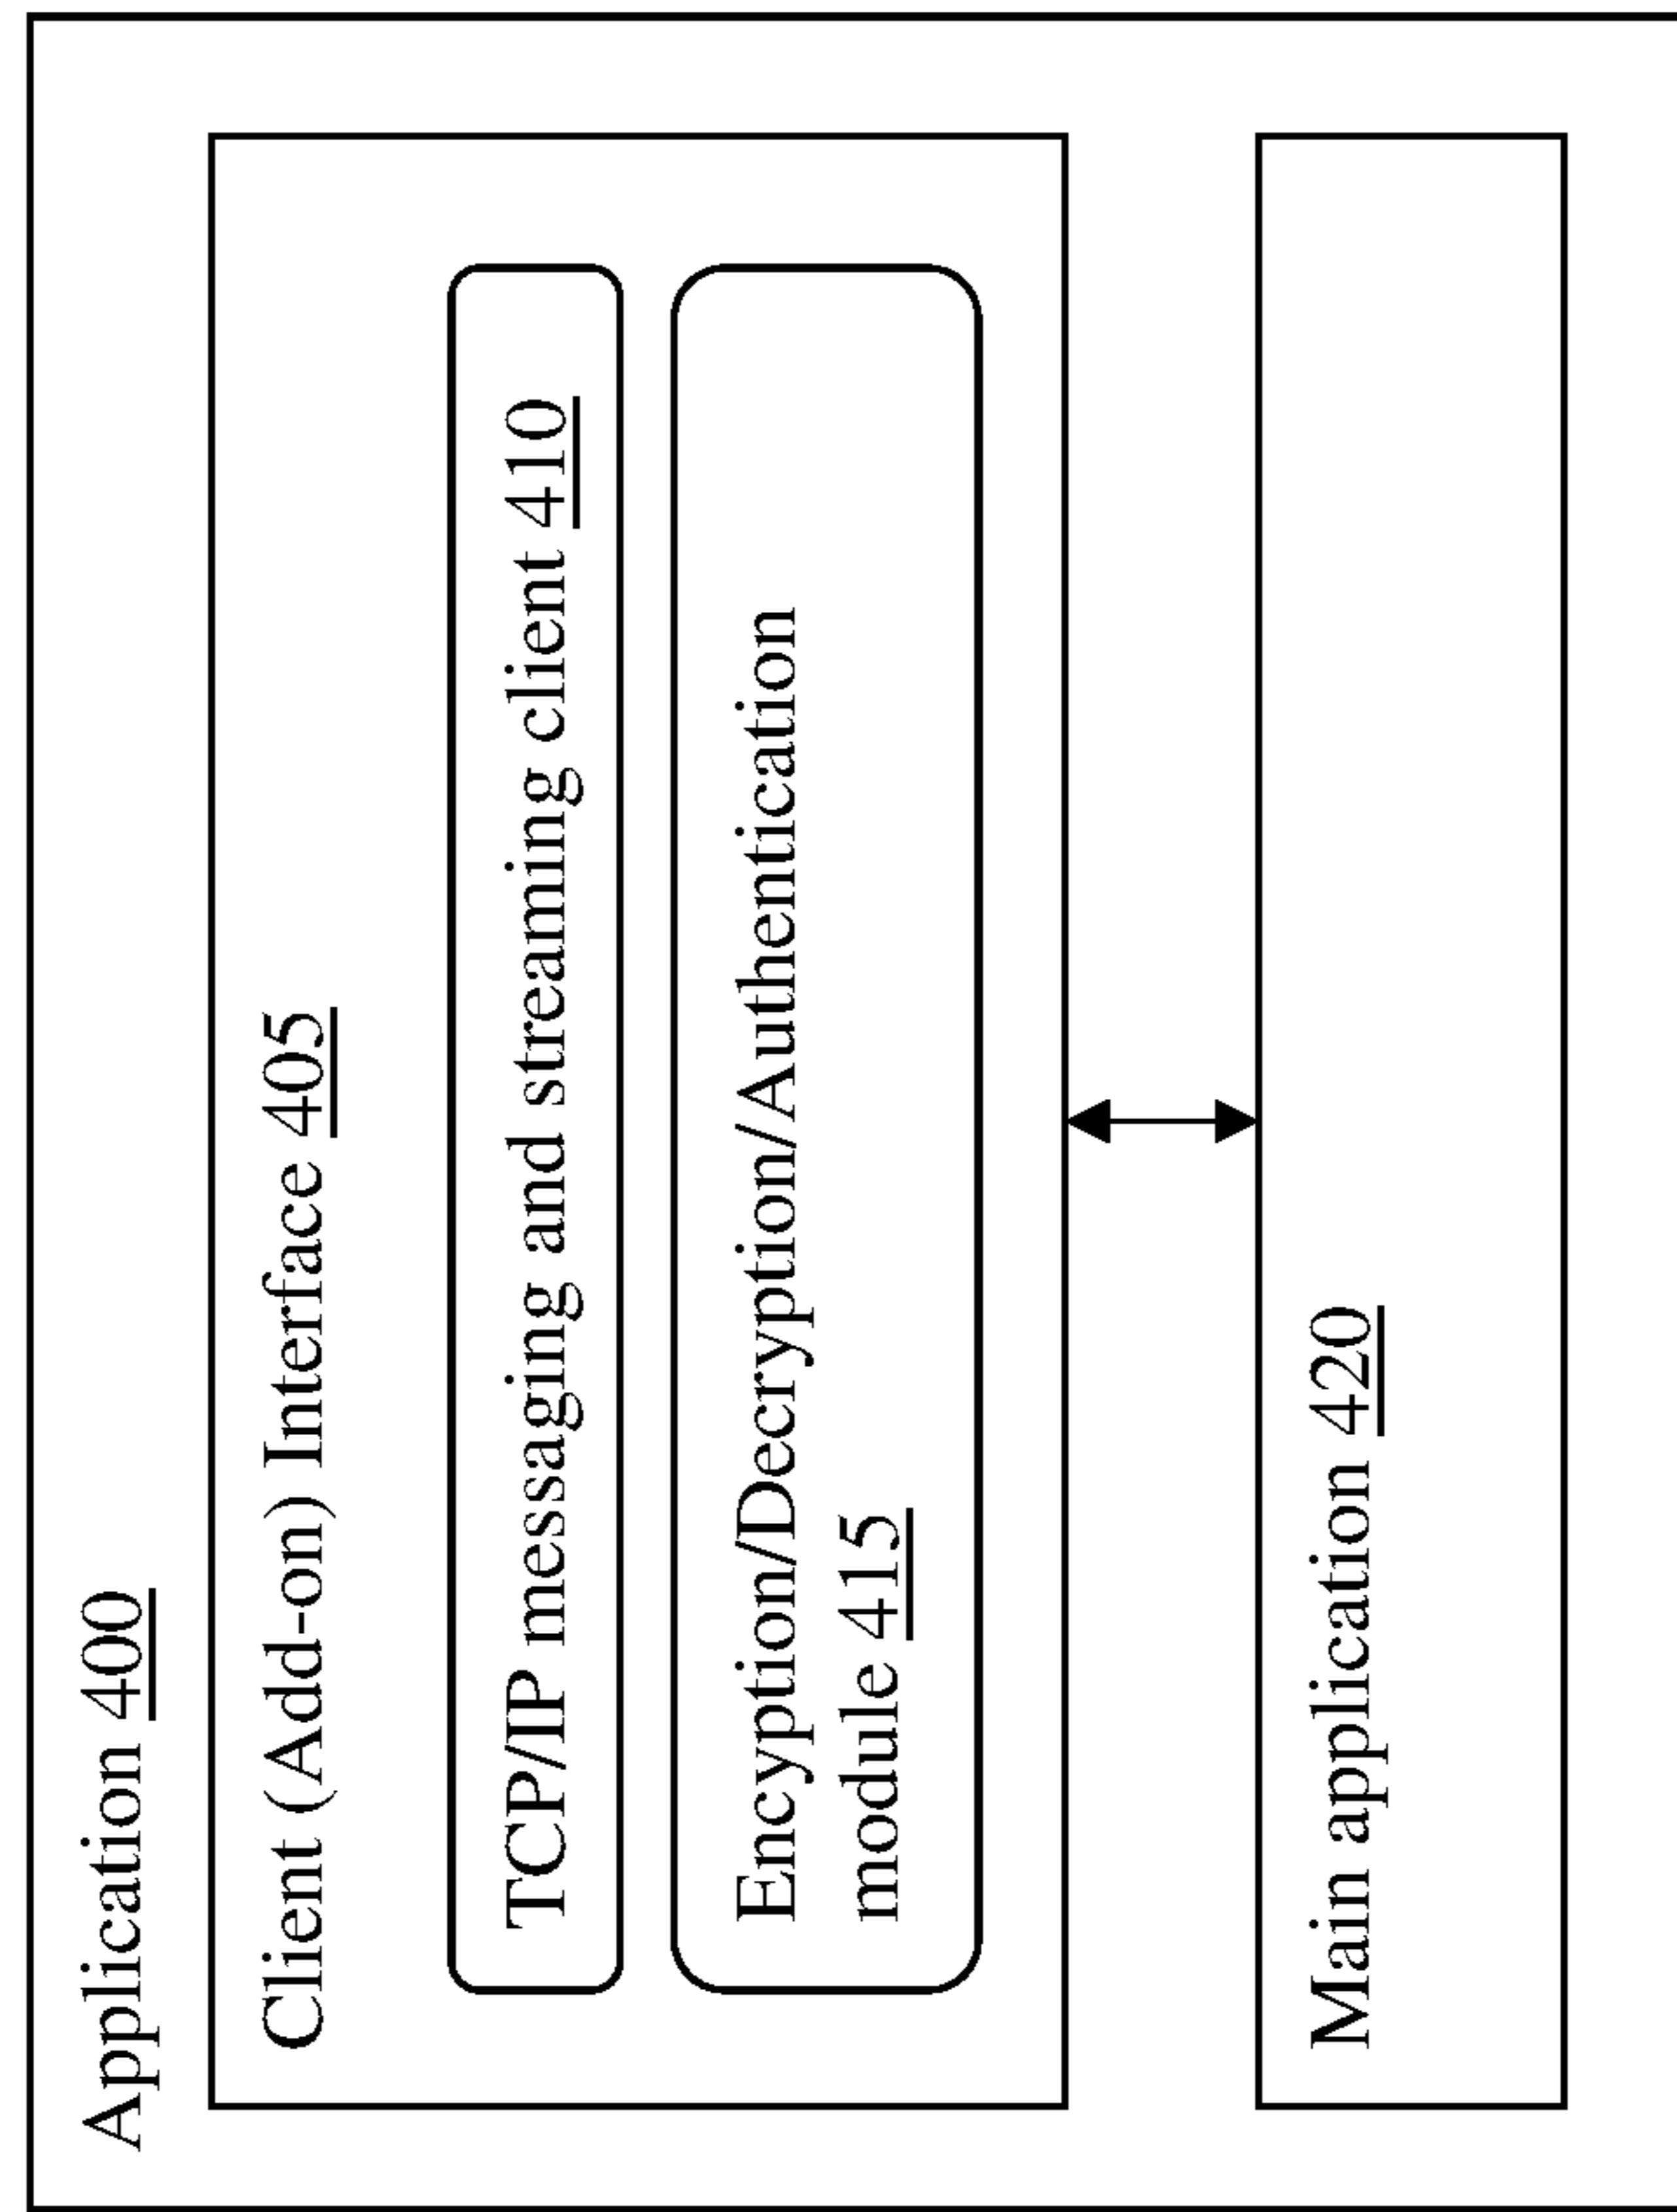 Application 400
Client (Add-on) Interface 405
TCP/IP messaging and streaming client 410
Encyption/Decryption/Authentication
module 415
Main application 420